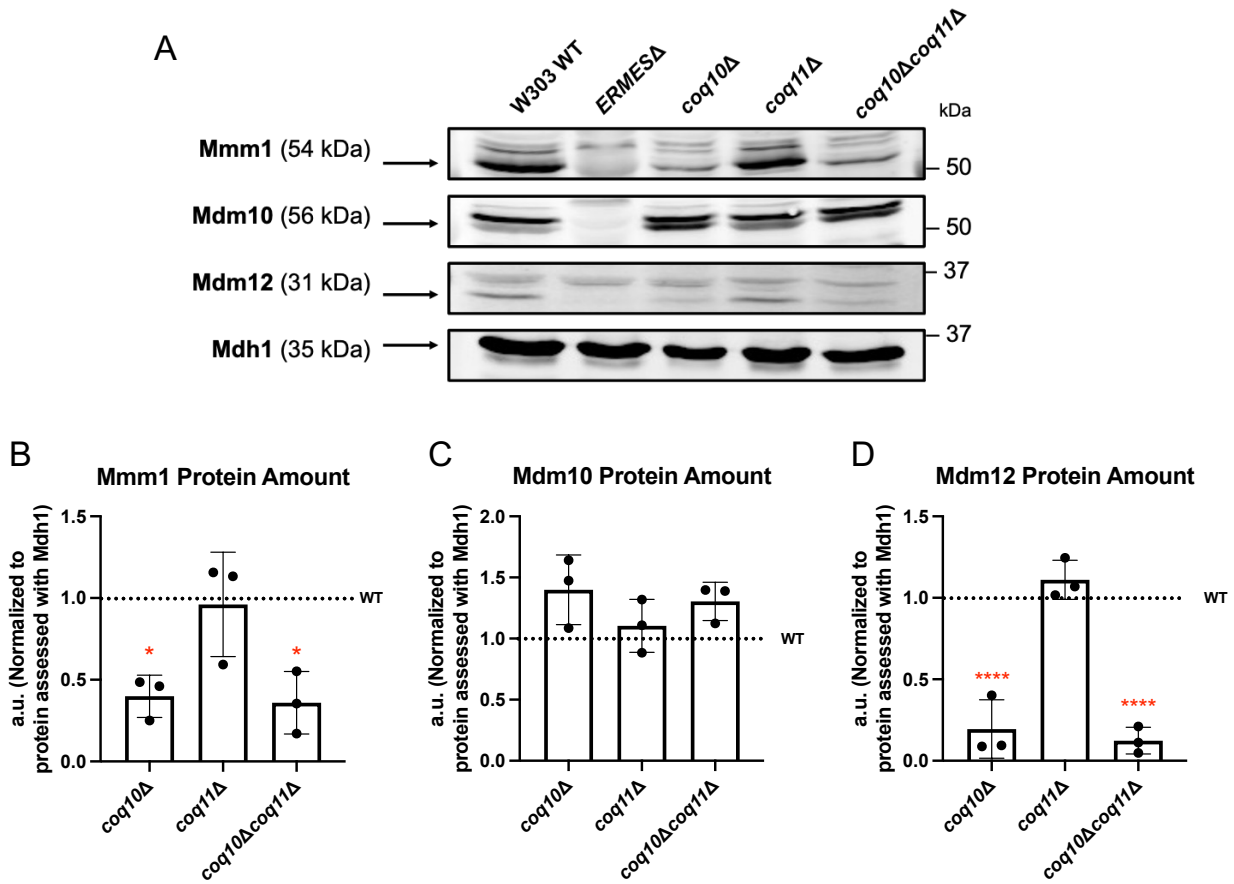 A
W303 WT
ERMESΔ
coq10Δ
coq11Δ
coq10Δcoq11Δ
kDa
Mmm1 (54 kDa)
50
Mdm10 (56 kDa)
50
Mdm12 (31 kDa)
37
Mdh1 (35 kDa)
37
B
Mmm1 Protein Amount
a.u. (Normalized to
protein assessed with Mdh1)
1.5
1.0
0.5
0.0
WT
*
*
coq10Δ
coq11Δ
coq10Δcoq11Δ
C
Mdm10 Protein Amount
a.u. (Normalized to
protein assessed with Mdh1)
2.0
1.5
1.0
0.5
0.0
WT
coq10Δ
coq11Δ
coq10Δcoq11Δ
D
Mdm12 Protein Amount
a.u. (Normalized to
protein assessed with Mdh1)
1.5
1.0
0.5
0.0
WT
****
****
coq10Δ
coq11Δ
coq10Δcoq11Δ